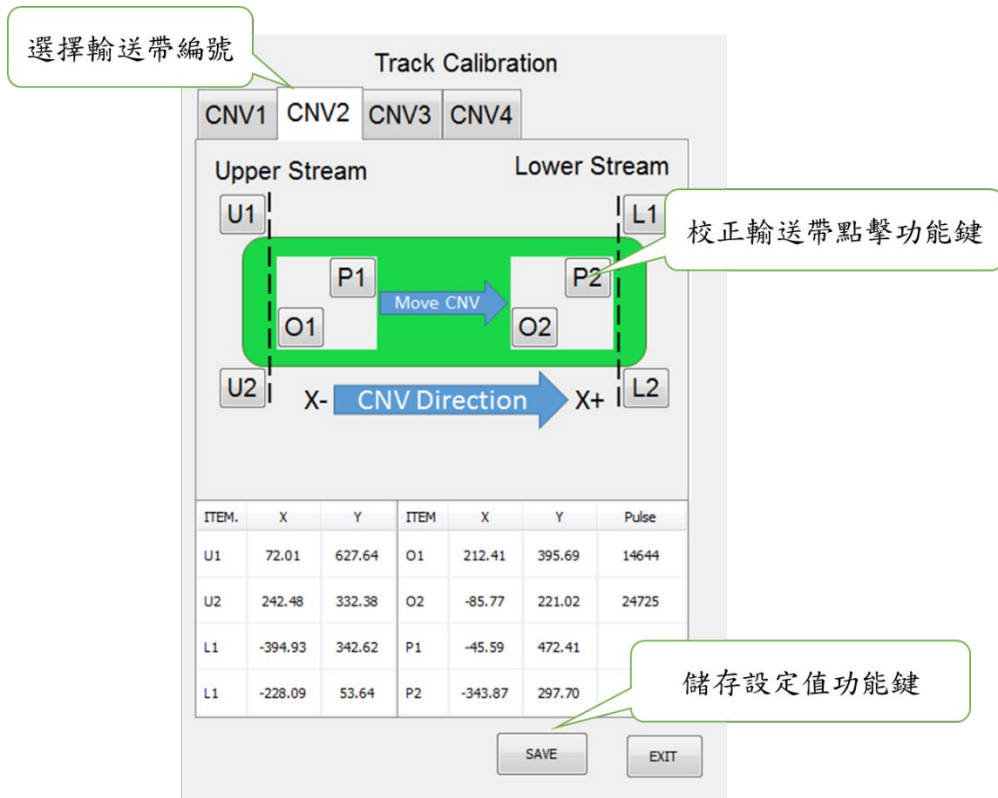 選擇輸送帶編號
Track Calibration
CNV1 CNV2 CNV3 CNV4
Upper Stream Lower Stream
U1 L1
校正輸送帶點擊功能鍵
P1 Move CNV P2
O1 O2
U2 X- CNV Direction X+ L2
ITEM. X Y ITEM X Y Pulse
U1 72.01 627.64 O1 212.41 395.69 14644
U2 242.48 332.38 O2 -85.77 221.02 24725
L1 -394.93 342.62 P1 -45.59 472.41
L1 -228.09 53.64 P2 -343.87 297.70
儲存設定值功能鍵
SAVE EXIT